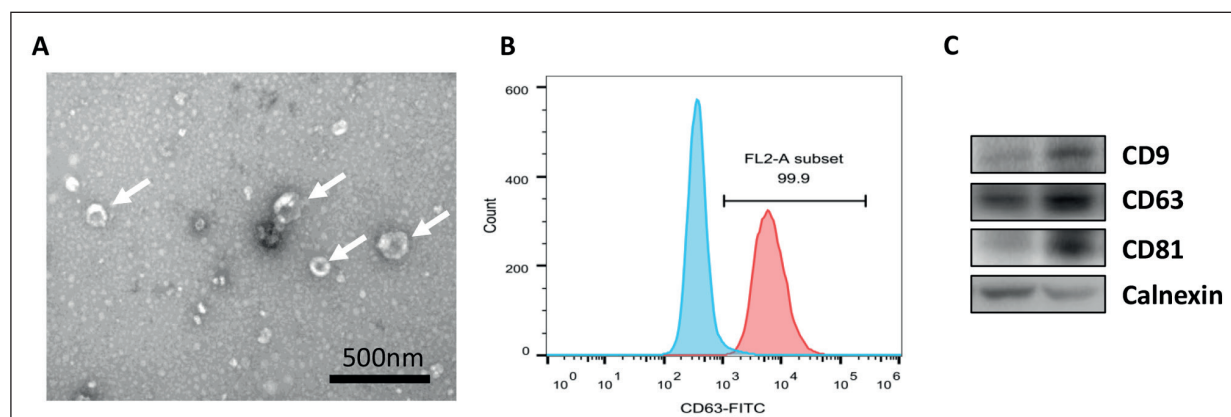 A
500nm
B
600
400
200
0
Count
FL2-A subset
99.9
10⁰ 10¹ 10² 10³ 10⁴ 10⁵ 10⁶
CD63-FITC
C
CD9
CD63
CD81
Calnexin